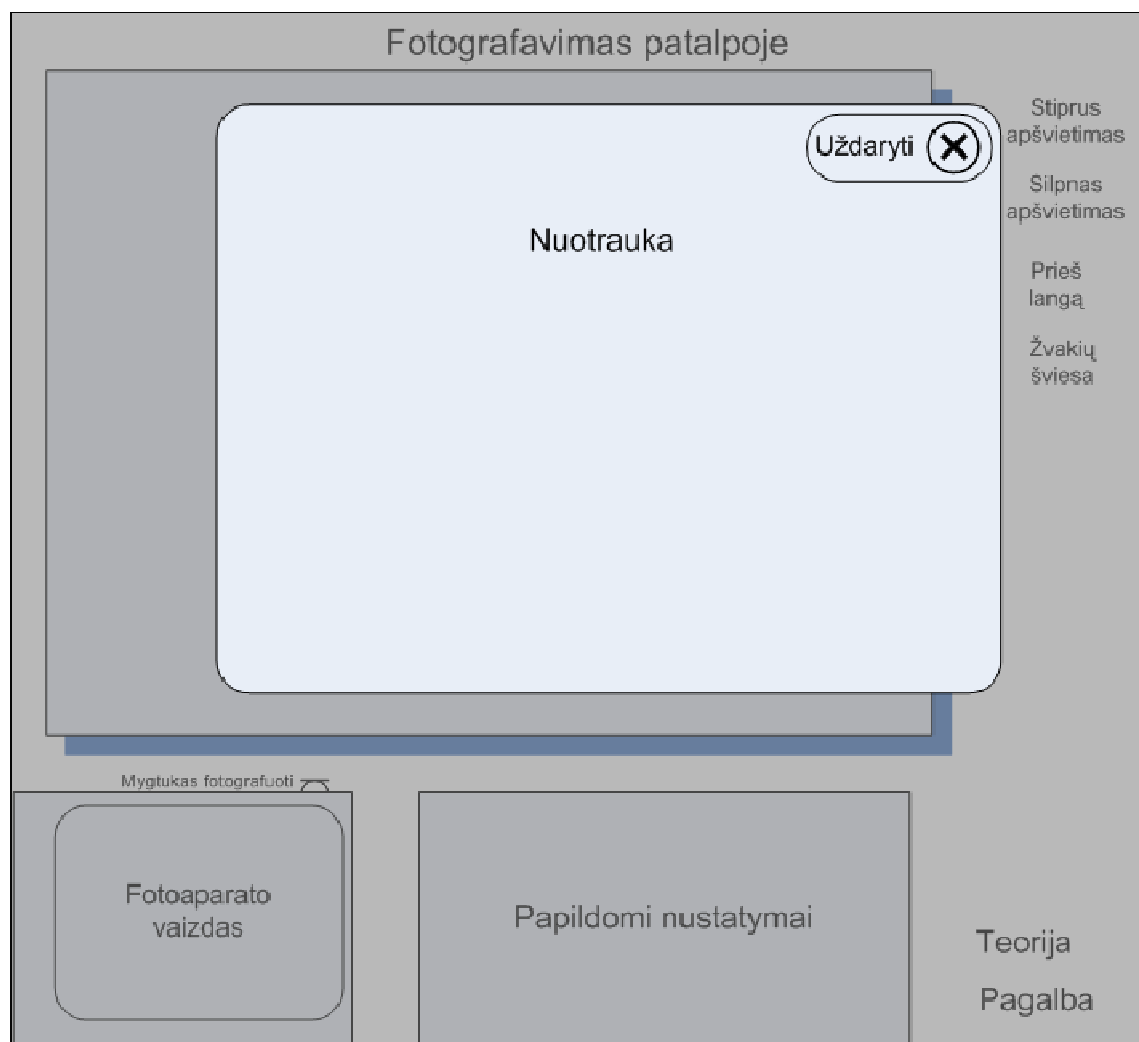 Fotografavimas patalpoje
Uždaryti
Nuotrauka
Stiprus
apšvietimas
Silpnas
apšvietimas
Prieš
langą
Žvakių
šviesa
Mygtukas fotografuoti
Fotoaparato
vaizdas
Papildomi nustatymai
Teorija
Pagalba